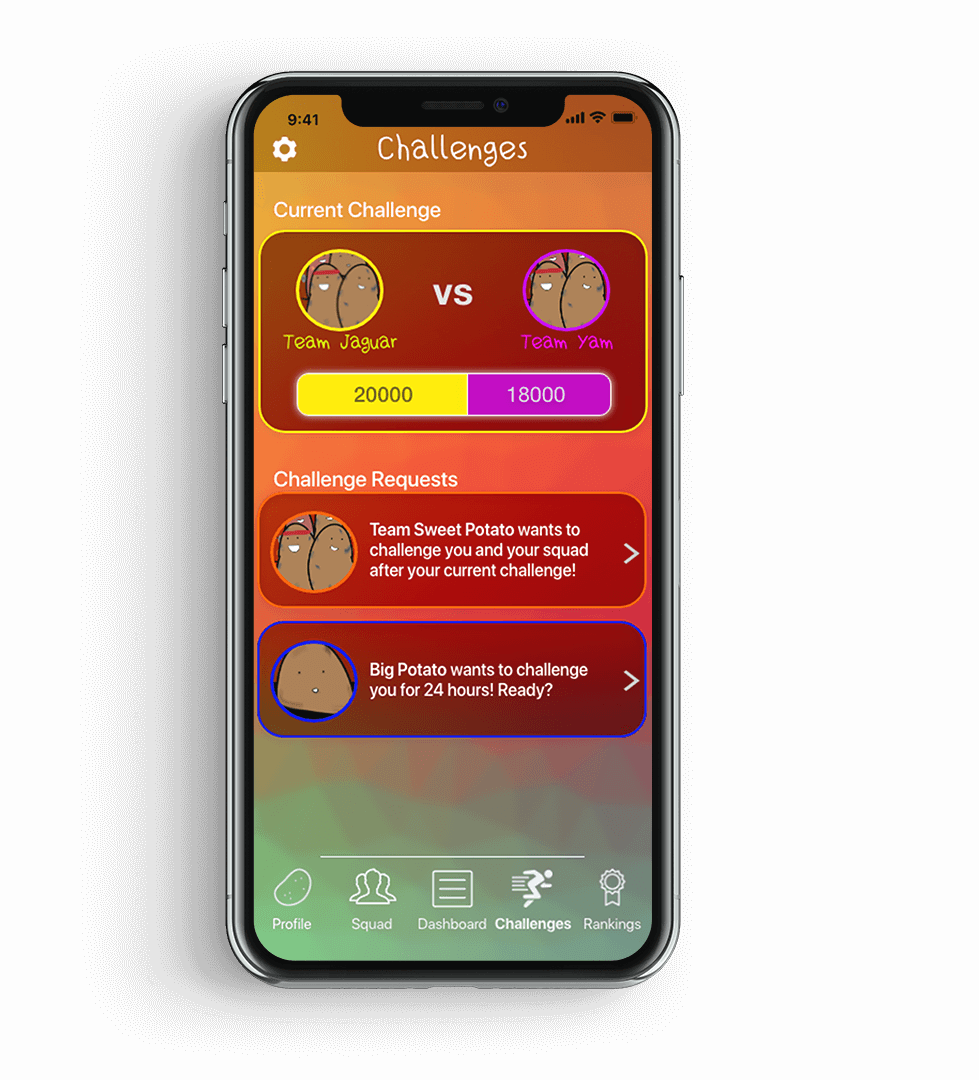 9:41
Challenges
Current Challenge
VS
Team Jaguar
Team Yam
20000
18000
Challenge Requests
Team Sweet Potato wants to
challenge you and your squad
after your current challenge!
Big Potato wants to challenge
you for 24 hours! Ready?
Profile
Squad
Dashboard
Challenges
Rankings